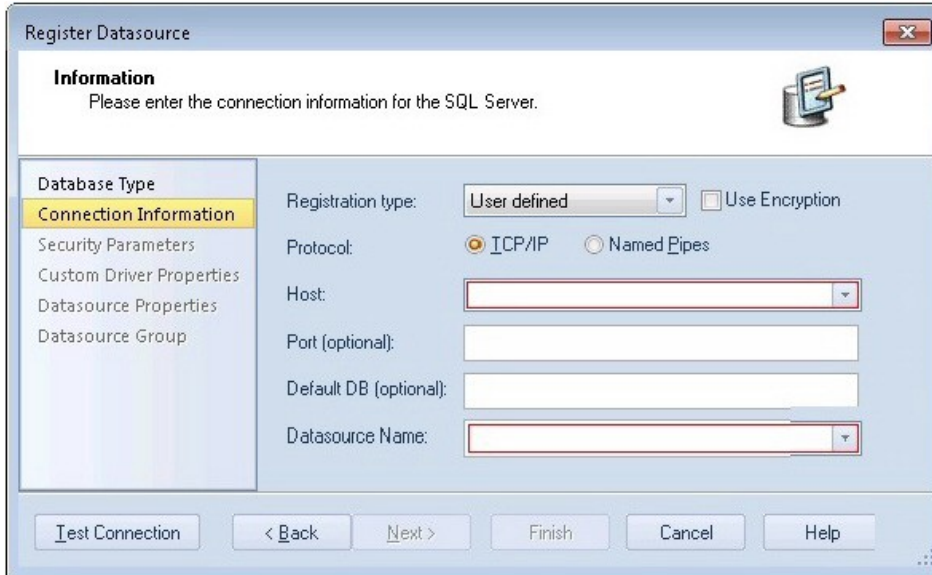 Register Datasource
Information
Please enter the connection information for the SQL Server.
Database Type
Connection Information
Security Parameters
Custom Driver Properties
Datasource Properties
Datasource Group
Registration type: User defined Use Encryption
Protocol: TCP/IP Named Pipes
Host:
Port (optional):
Default DB (optional):
Datasource Name:
Test Connection < Back Next > Finish Cancel Help